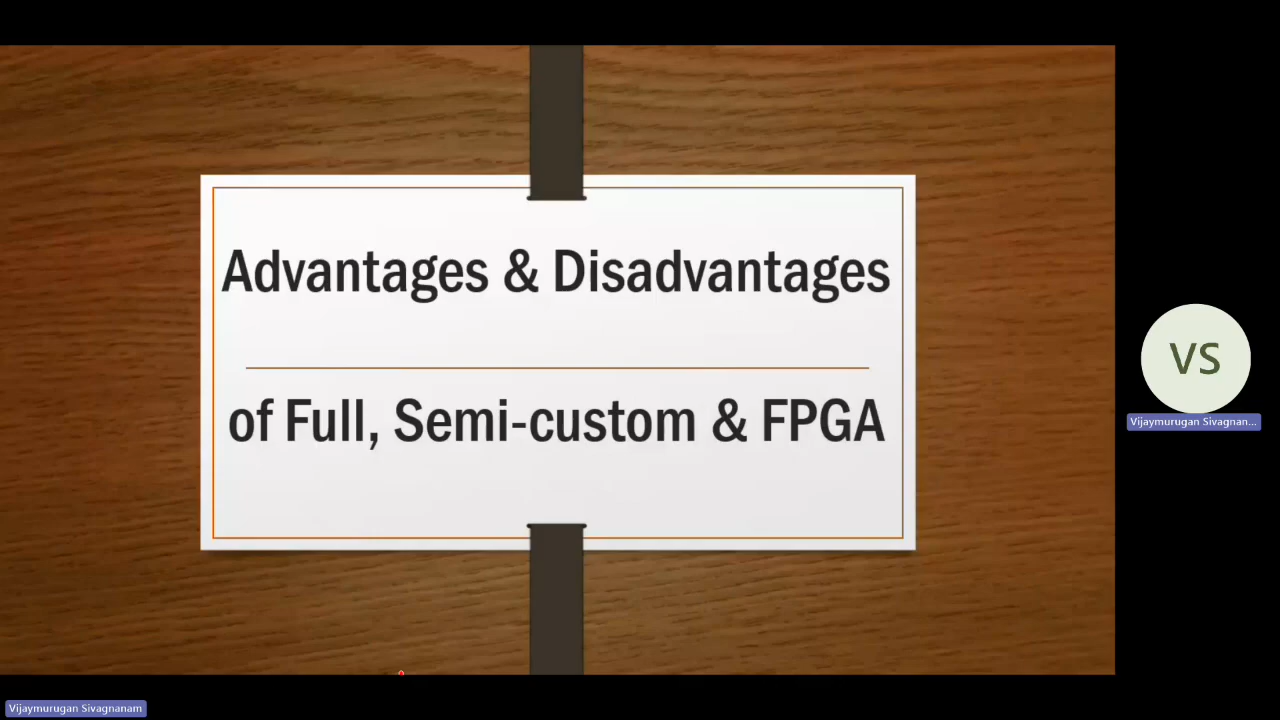 Advantages & Disadvantages
of Full, Semi-custom & FPGA
VS
Vijaymurugan Sivagnan...
Vijaymurugan Sivagnanam